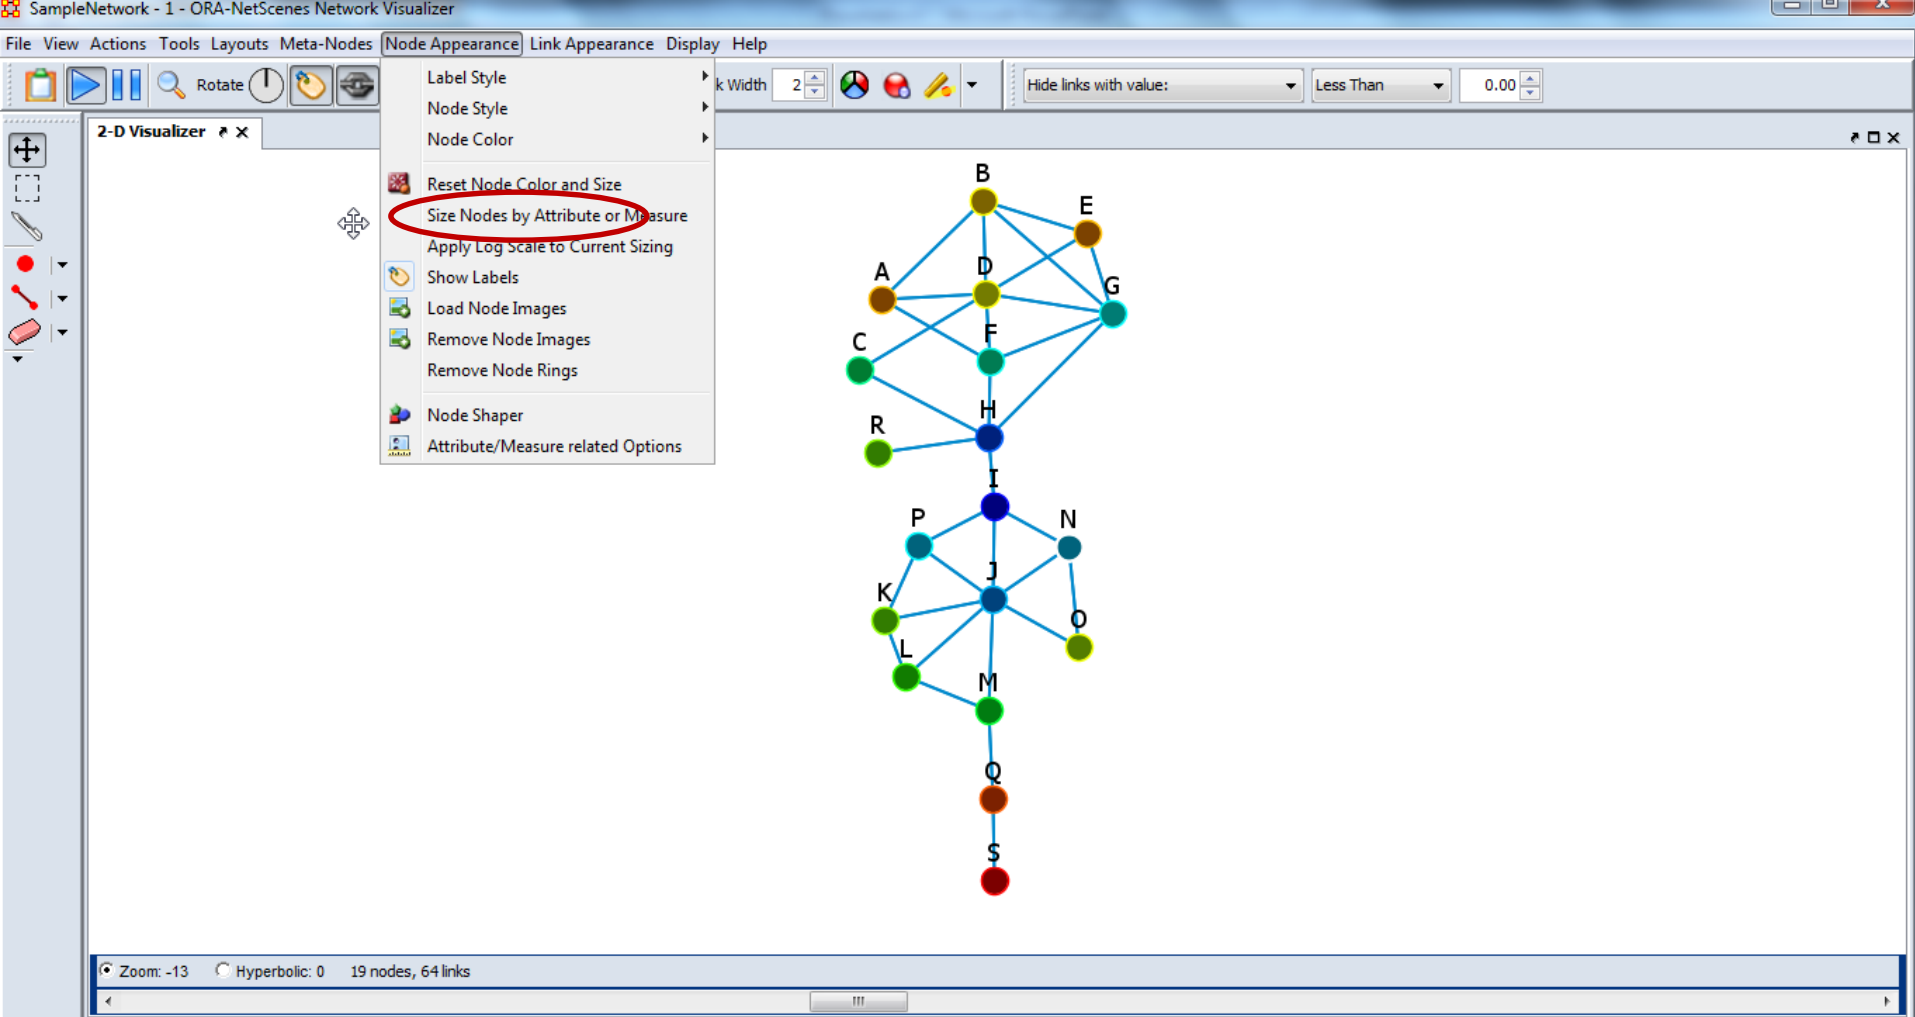 SampleNetwork - 1 - ORA-NetScenes Network Visualizer
File View Actions Tools Layouts Meta-Nodes Node Appearance Link Appearance Display Help
Rotate k Width 2 Hide links with value: Less Than 0.00
2-D Visualizer
Label Style
Node Style
Node Color
Reset Node Color and Size
Size Nodes by Attribute or Measure
Apply Log Scale to Current Sizing
Show Labels
Load Node Images
Remove Node Images
Remove Node Rings
Node Shaper
Attribute/Measure related Options
B
E
A
D
G
F
C
H
R
I
P
N
J
K
O
L
M
Q
S
Zoom: -13 Hyperbolic: 0 19 nodes, 64 links